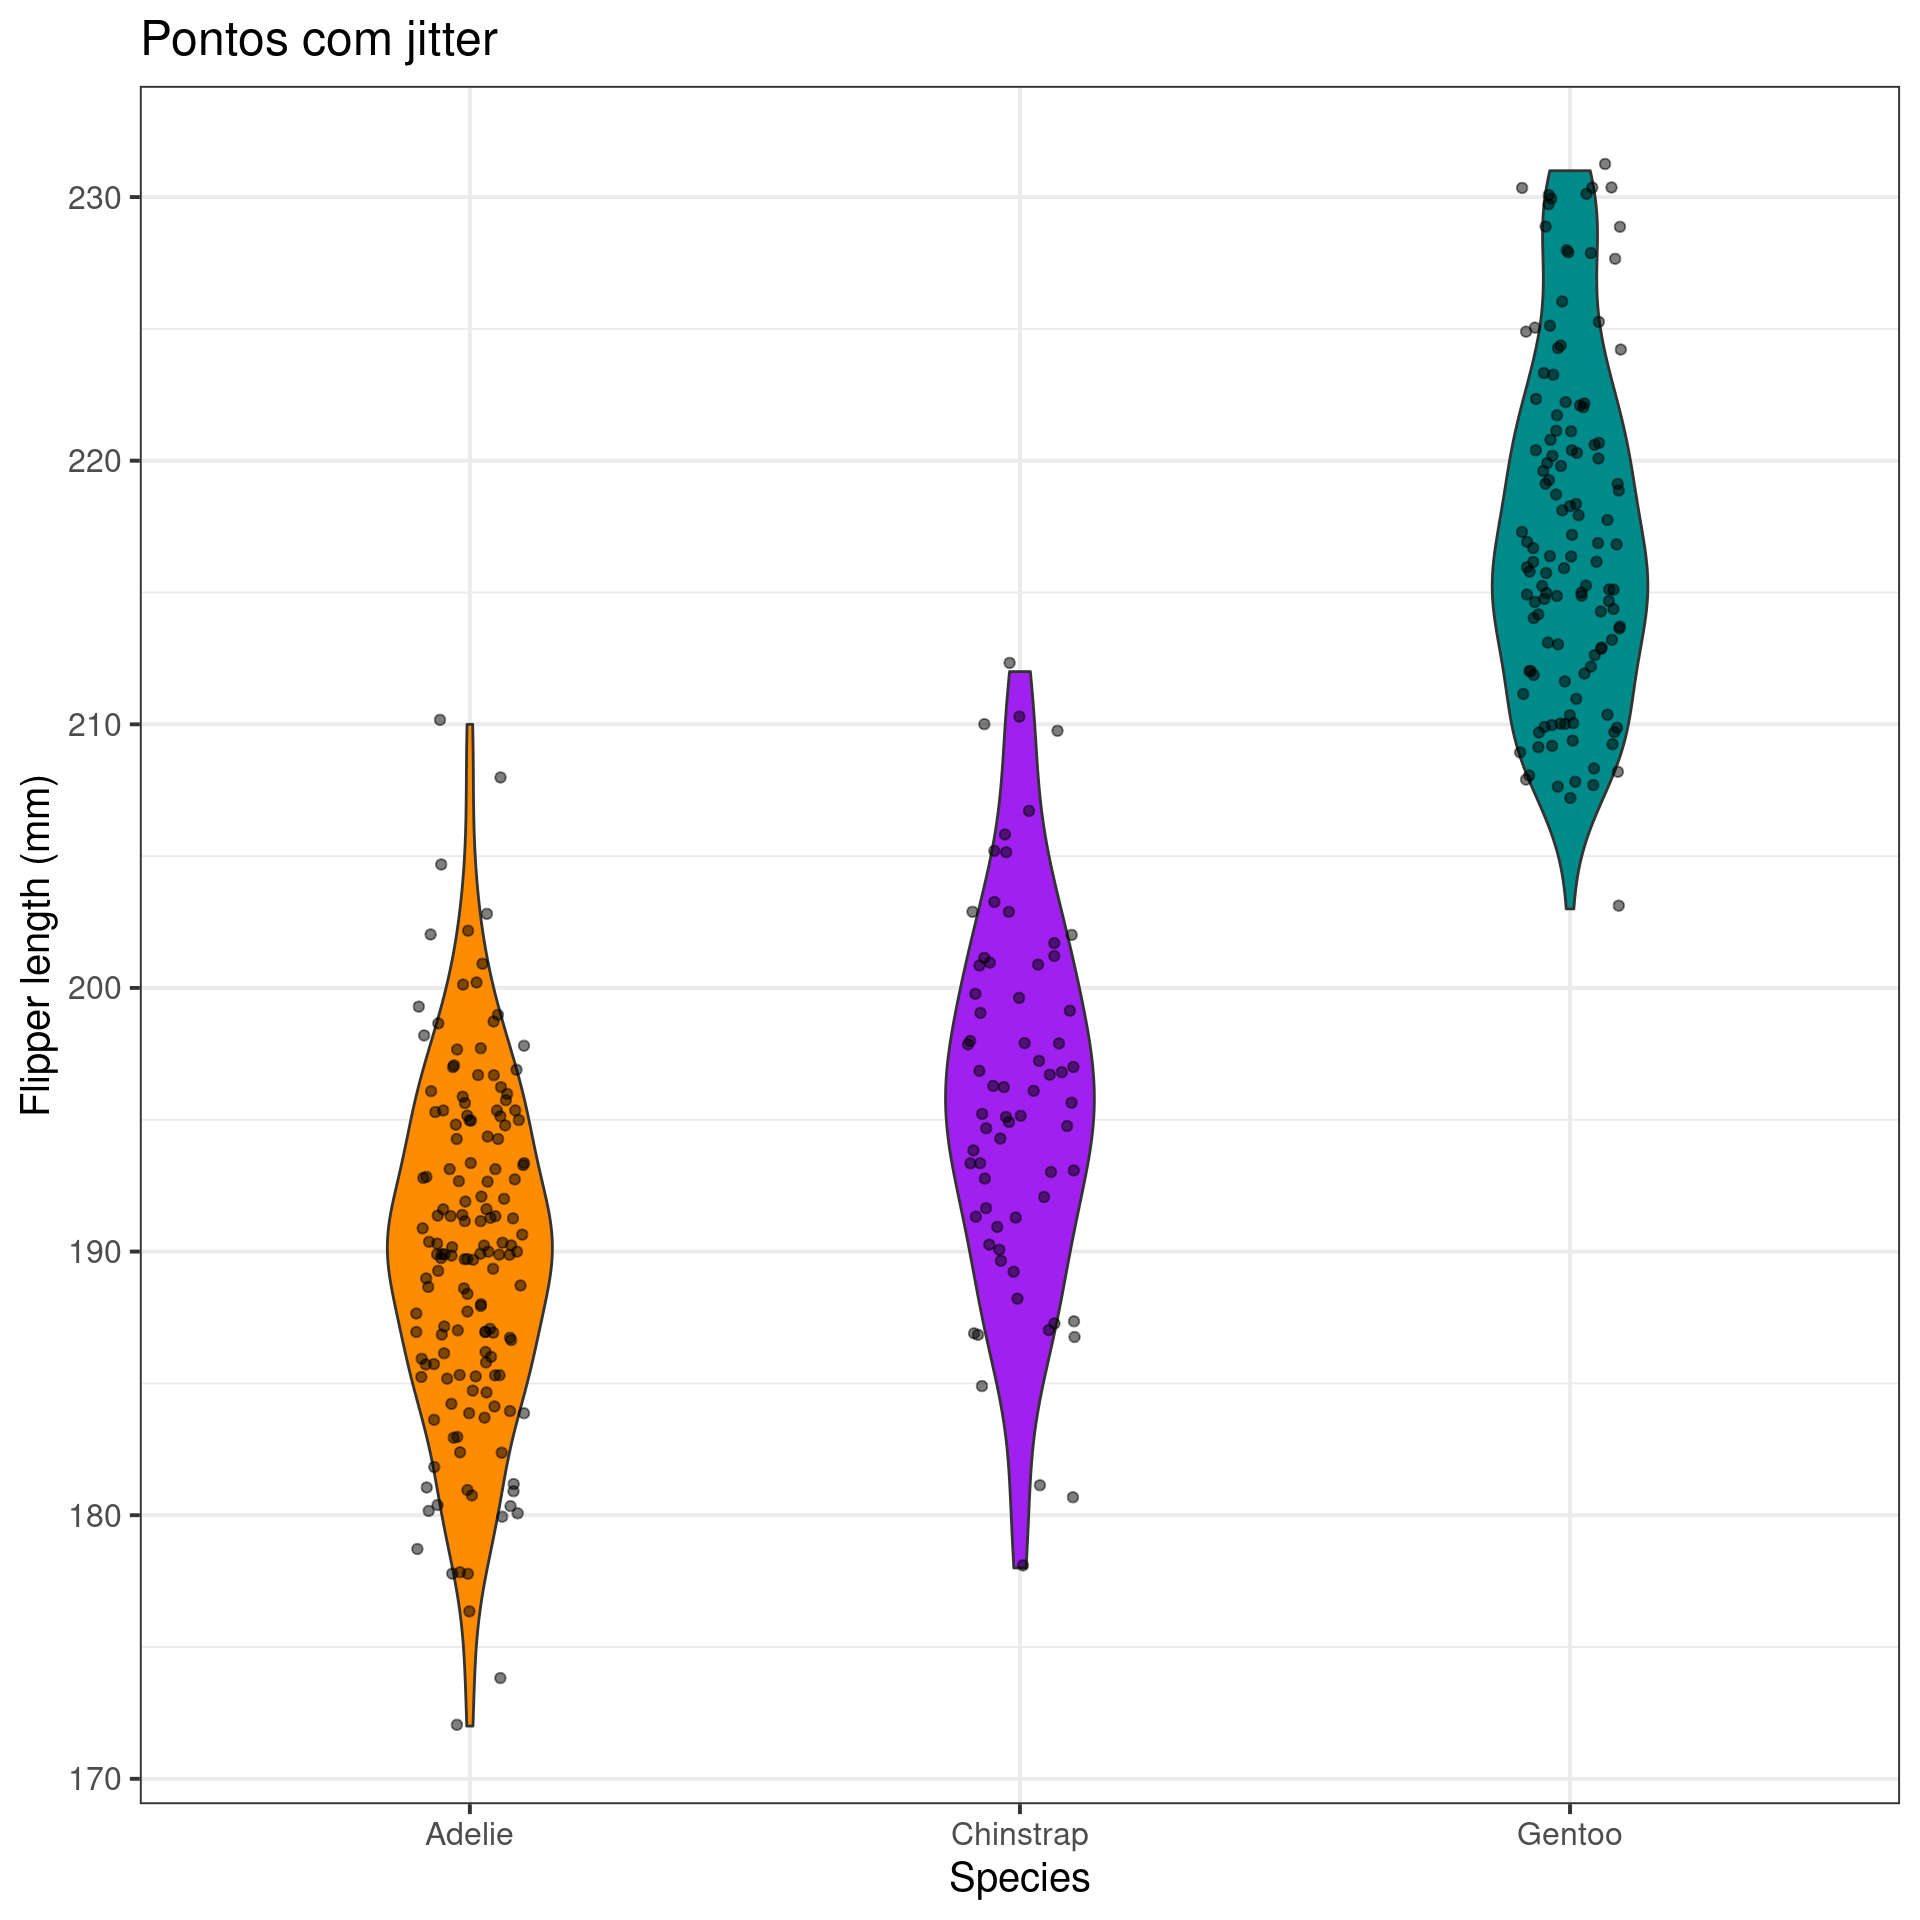 Pontos com jitter
230
220
210
200
190
180
170
Flipper length (mm)
Adelie
Chinstrap
Gentoo
Species